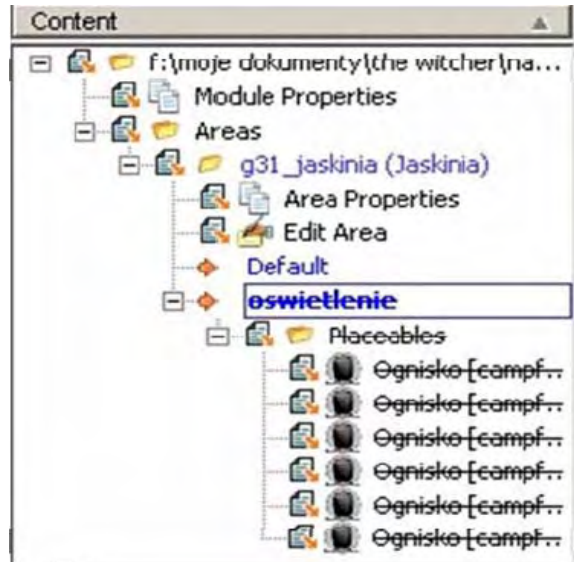 Content
f:\moje dokumenty\the witcher\na...
Module Properties
Areas
g31_jaskinia (Jaskinia)
Area Properties
Edit Area
Default
oswietlenie
Placeables
Ognisko [campf...
Ognisko [campf...
Ognisko [campf...
Ognisko [campf...
Ognisko [campf...
Ognisko [campf...